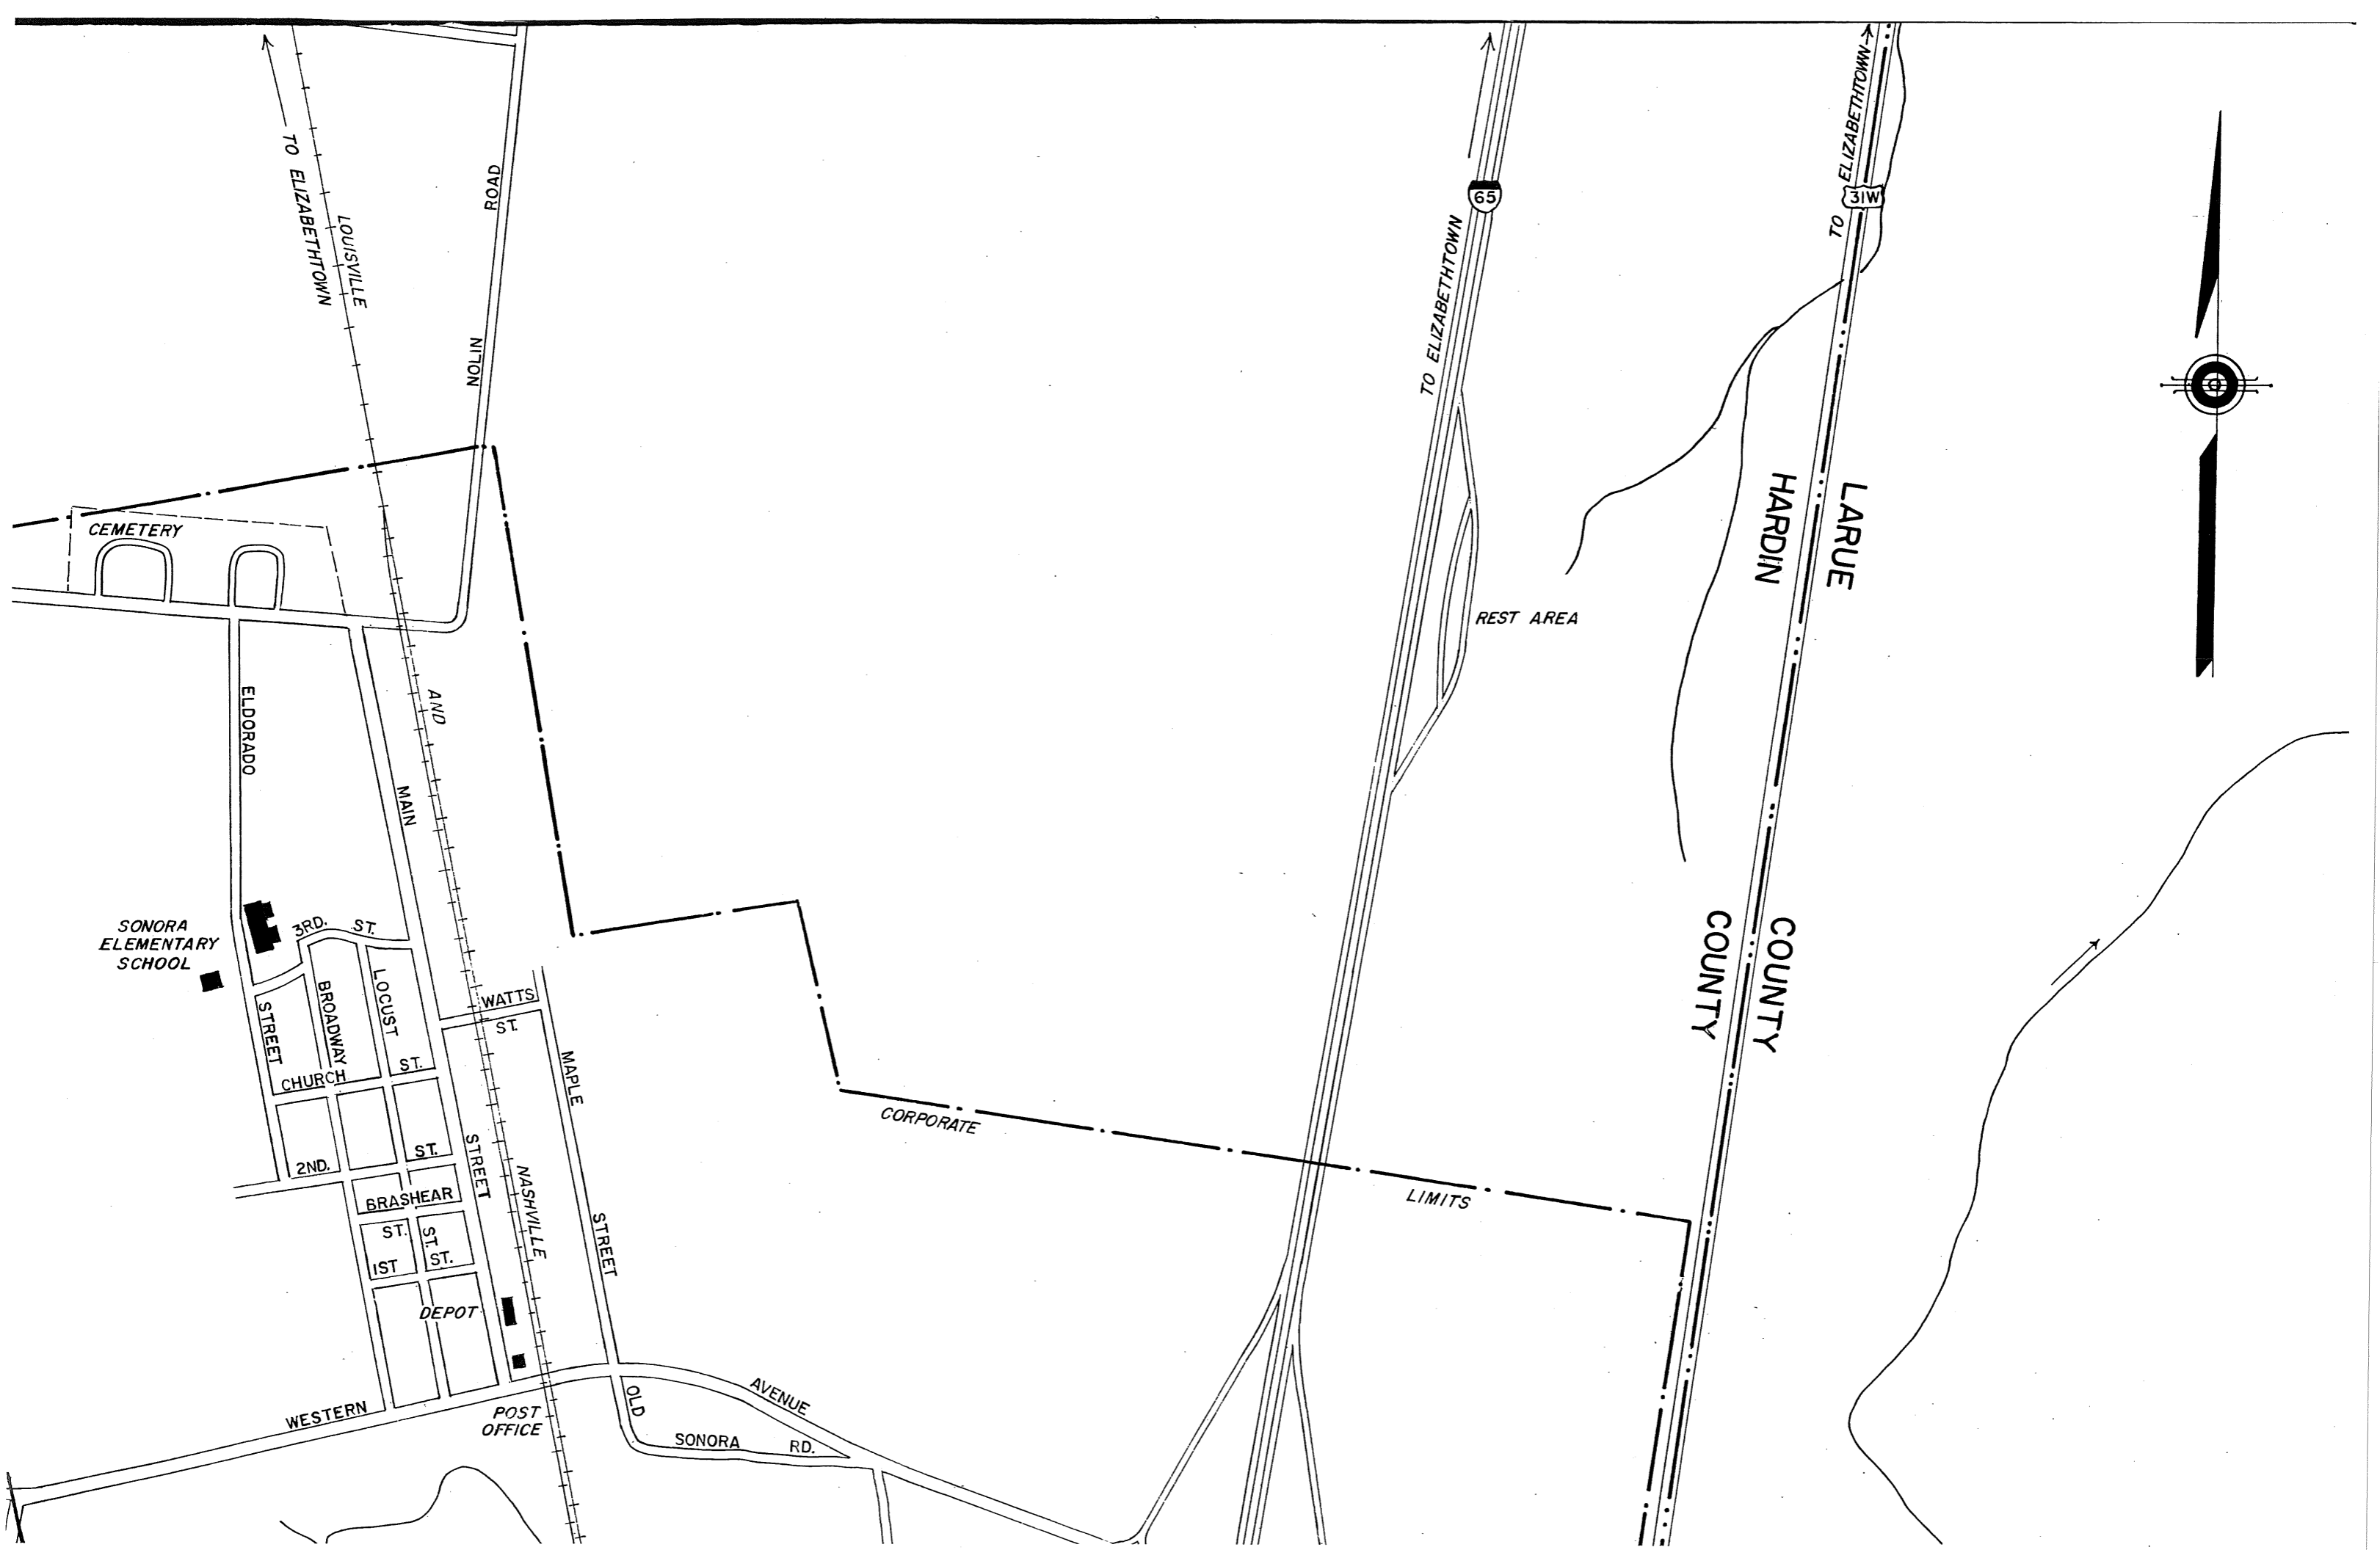 TO ELIZABETHTOWN
LOUISVILLE
AND
NASHVILLE
NOLIN ROAD
TO ELIZABETHTOWN
65
TO ELIZABETHTOWN
31W
HARDIN
COUNTY
LARUE
COUNTY
CEMETERY
REST AREA
ELDORADO
STREET
MAIN
STREET
SONORA
ELEMENTARY
SCHOOL
3RD. ST.
BROADWAY
LOCUST
ST.
WATTS
ST.
MAPLE
STREET
CHURCH ST.
2ND. ST.
BRASHEAR
ST.
1ST ST.
DEPOT
CORPORATE
LIMITS
POST
OFFICE
WESTERN
AVENUE
OLD
SONORA RD.